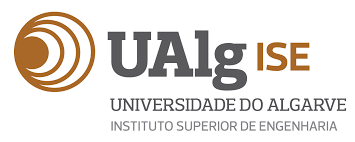 UAlg ISE
UNIVERSIDADE DO ALGARVE
INSTITUTO SUPERIOR DE ENGENHARIA